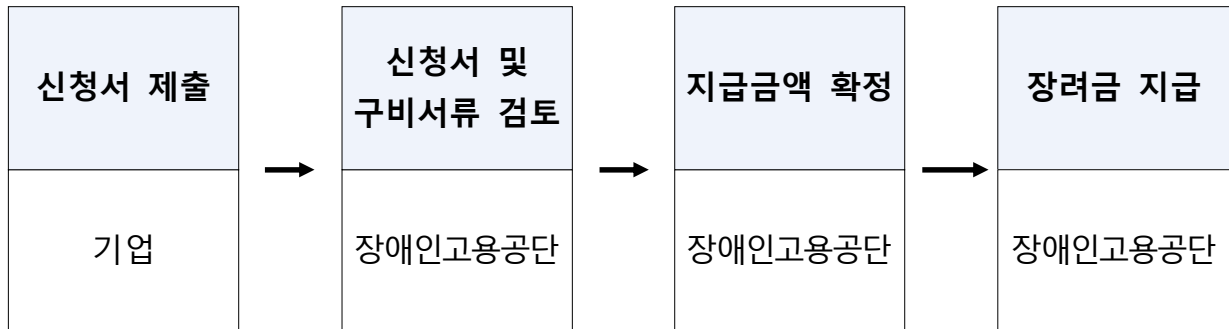 신청서 제출
신청서 및
구비서류 검토
지급금액 확정
장려금 지급
기업
장애인고용공단
장애인고용공단
장애인고용공단